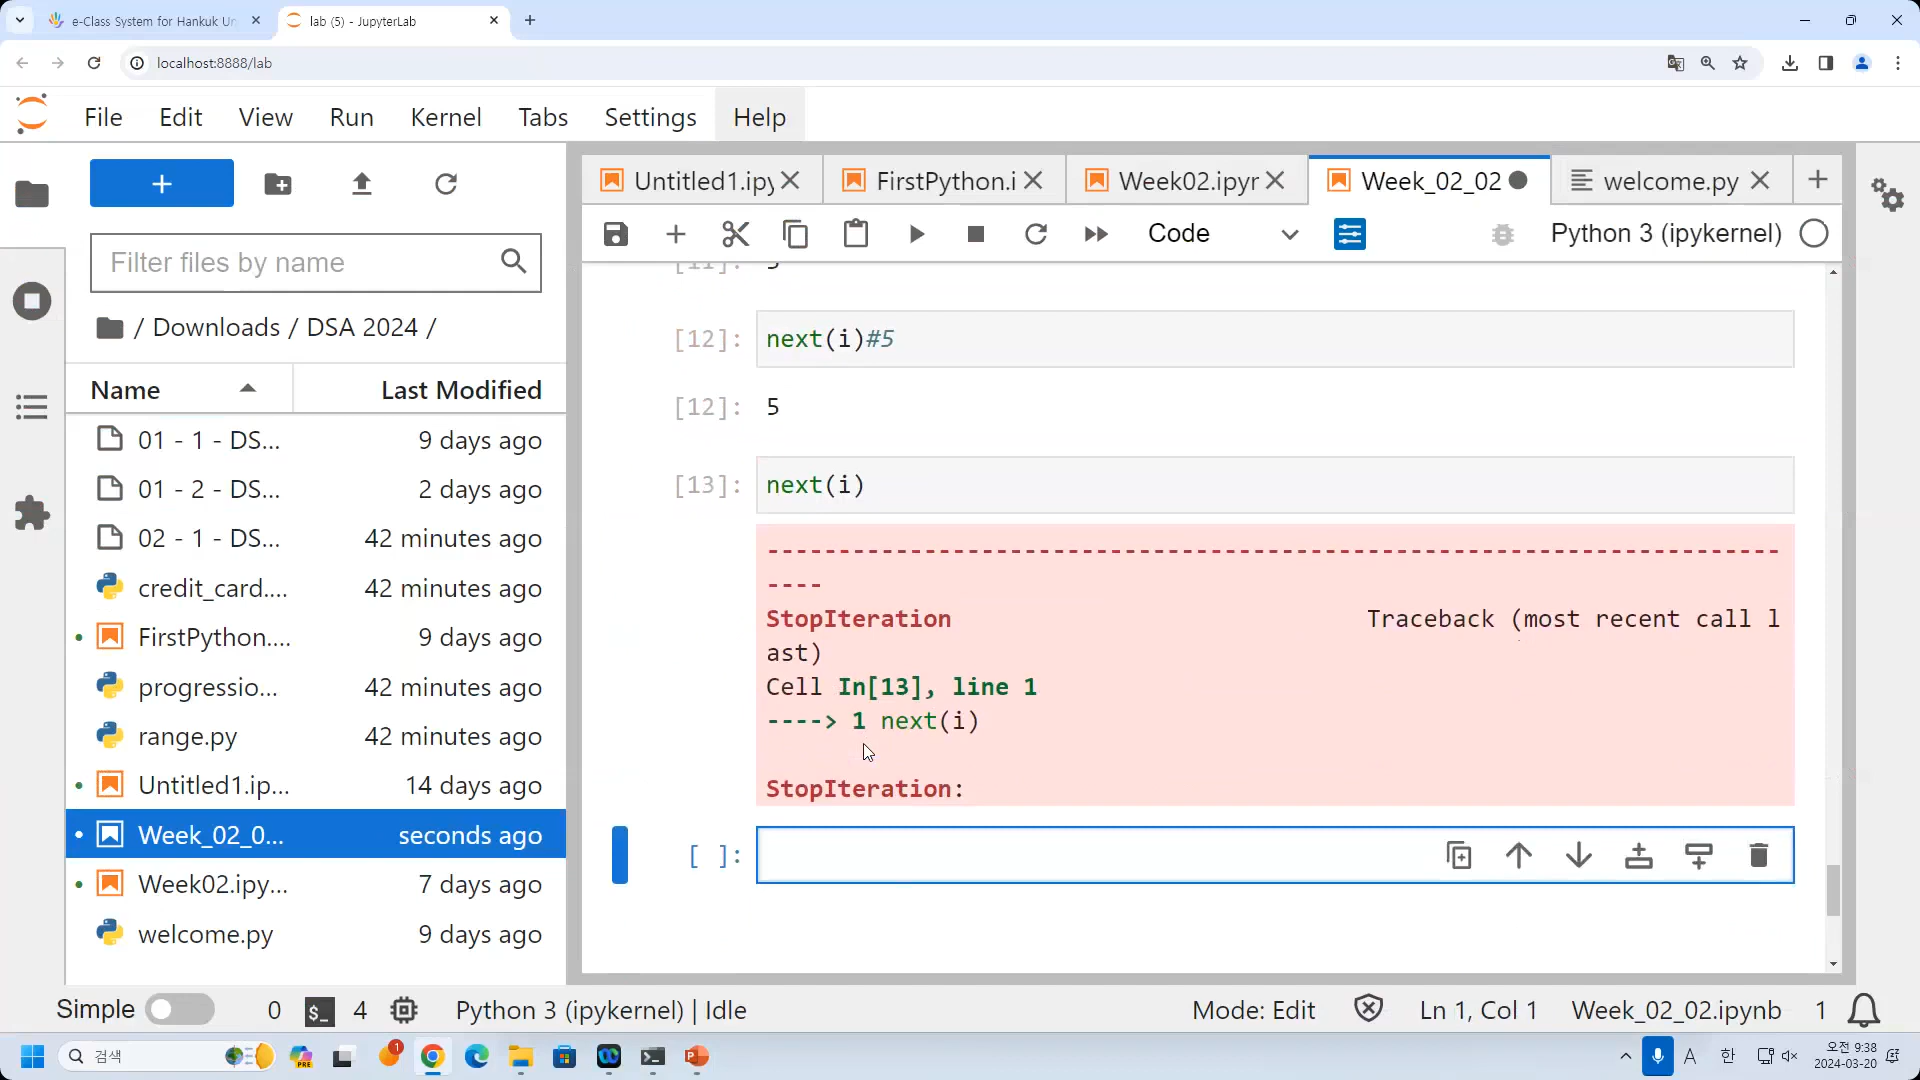 e-Class System for Hankuk Un
lab (5) - JupyterLab
localhost:8888/lab
File Edit View Run Kernel Tabs Settings Help
Untitled1.ipy
FirstPython.i
Week02.ipyr
Week_02_02
welcome.py
Code
Python 3 (ipykernel)
Filter files by name
/ Downloads / DSA 2024 /
Name Last Modified
01 - 1 - DS... 9 days ago
01 - 2 - DS... 2 days ago
02 - 1 - DS... 42 minutes ago
credit_card.... 42 minutes ago
FirstPython.... 9 days ago
progressio... 42 minutes ago
range.py 42 minutes ago
Untitled1.ip... 14 days ago
Week_02_0... seconds ago
Week02.ipy... 7 days ago
welcome.py 9 days ago
[12]: next(i)#5
[12]: 5
[13]: next(i)
--------------------------------------------------------------------------- 
StopIteration Traceback (most recent call l
ast)
Cell In[13], line 1
----> 1 next(i)
StopIteration:
[ ]:
Simple 0 $_ 4 Python 3 (ipykernel) | Idle
Mode: Edit Ln 1, Col 1 Week_02_02.ipynb 1
검색
PRE
1
A 한
오전 9:38
2024-03-20